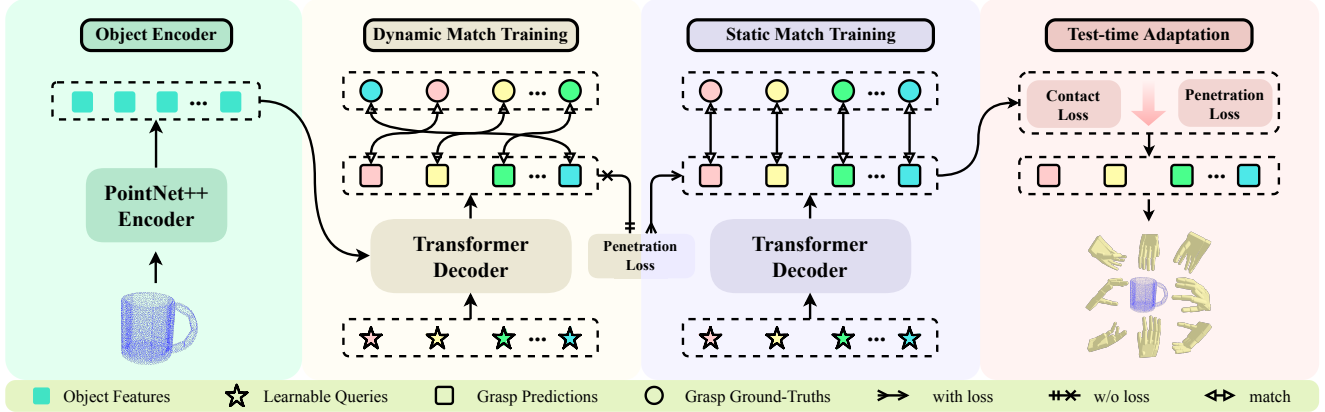 Object Encoder
Dynamic Match Training
Static Match Training
Test-time Adaptation
PointNet++
Encoder
Transformer
Decoder
Penetration
Loss
Transformer
Decoder
Contact
Loss
Penetration
Loss
Object Features
Learnable Queries
Grasp Predictions
Grasp Ground-Truths
with loss
w/o loss
match